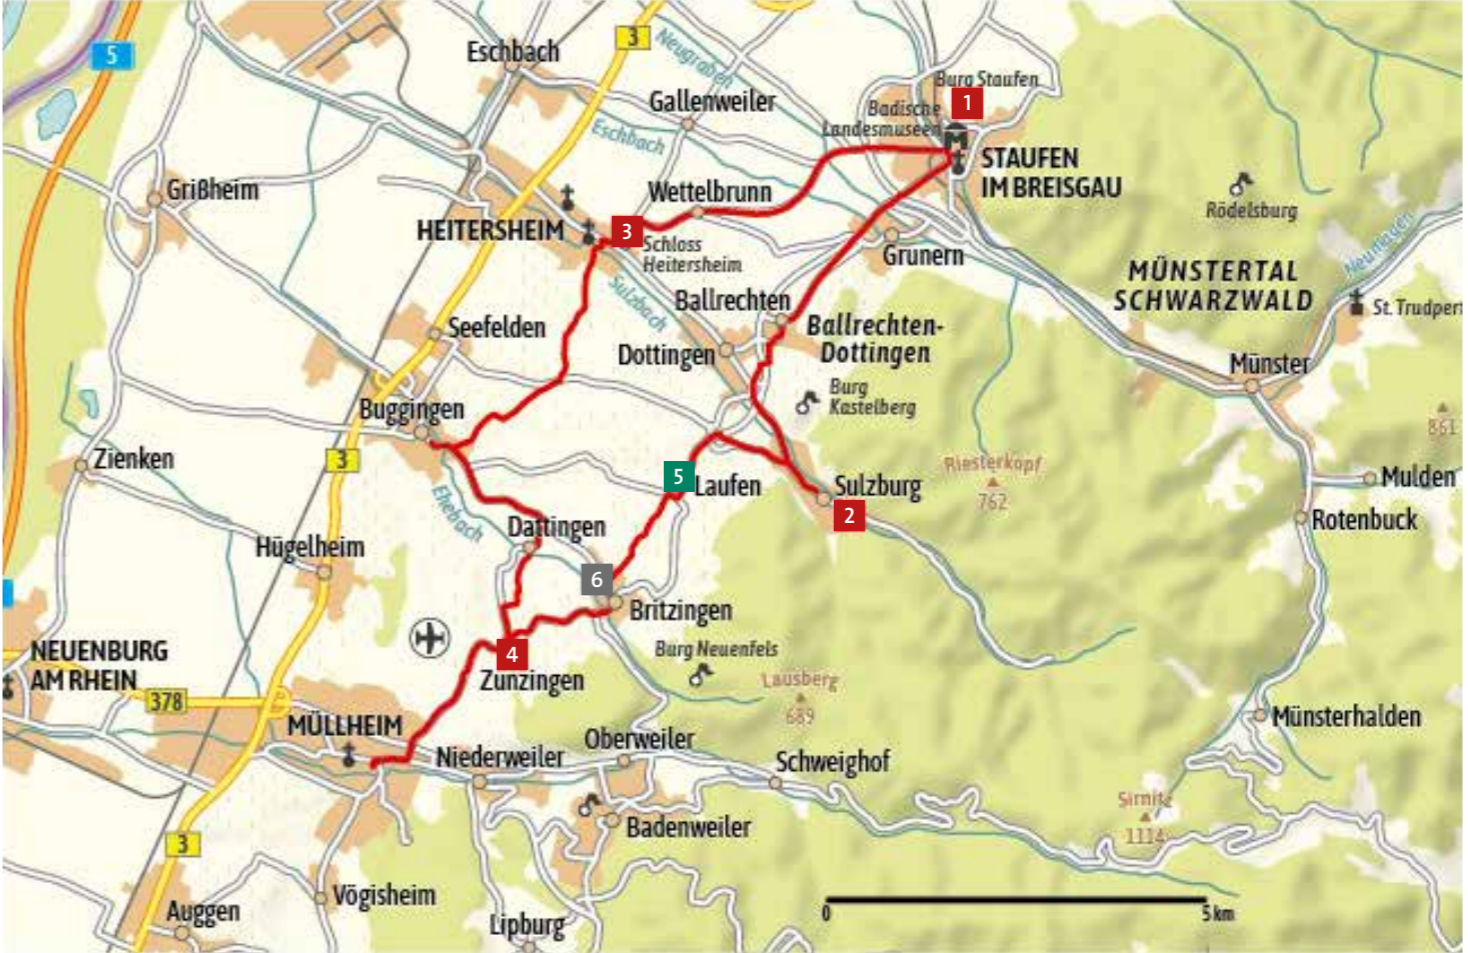 5
Eschbach
3
Neugraben
Gallenweiler
Burg Staufen
1
Badische
Landesmuseen
M
Eschbach
STAUFEN
IM BREISGAU
Grißheim
Wettelbrunn
Rödelsburg
HEITERSHEIM
3
Schloss
Heitersheim
Grunern
Neumagen
MÜNSTERTAL
SCHWARZWALD
Sulzbach
Ballrechten
St. Trudpert
Seefelden
Ballrechten-
Dottingen
Dottingen
Münster
Buggingen
Burg
Kastelberg
861
3
Zienken
Riesterkopf
762
Mulden
5
Laufen
Sulzburg
2
Rotenbuck
Ehebach
Dattingen
Hügelheim
6
Britzingen
NEUENBURG
AM RHEIN
4
Zunzingen
Burg Neuenfels
Lausberg
689
378
MÜLLHEIM
Münsterhalden
Niederweiler
Oberweiler
Schweighof
Sirnitz
1114
3
Badenweiler
Vögisheim
Auggen
Lipburg
0
5 km